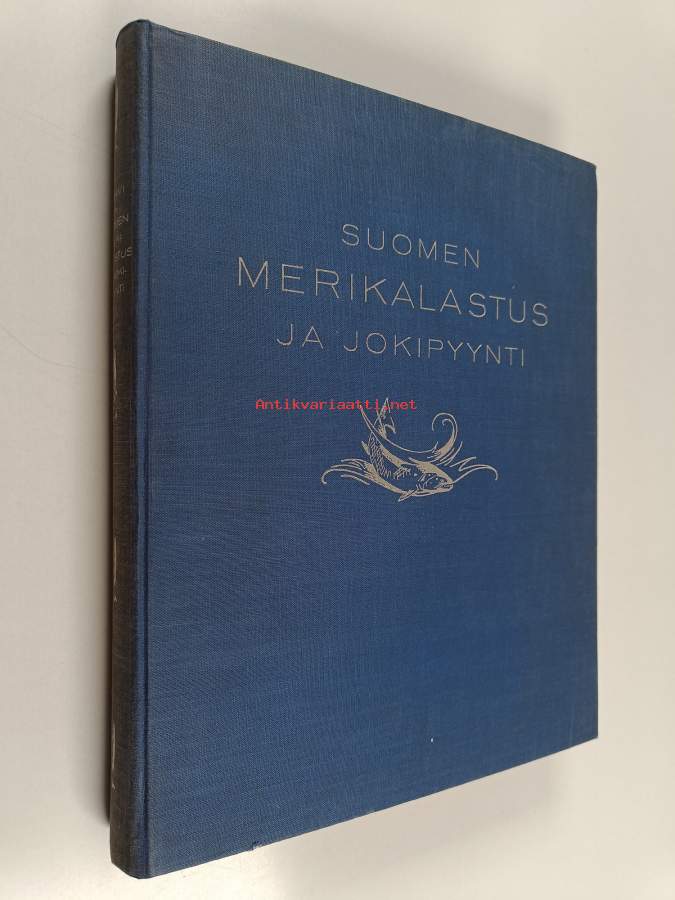 SUOMEN
MERIKALASTUS
JA JOKIPYYNTI
Antikvariaatti.net